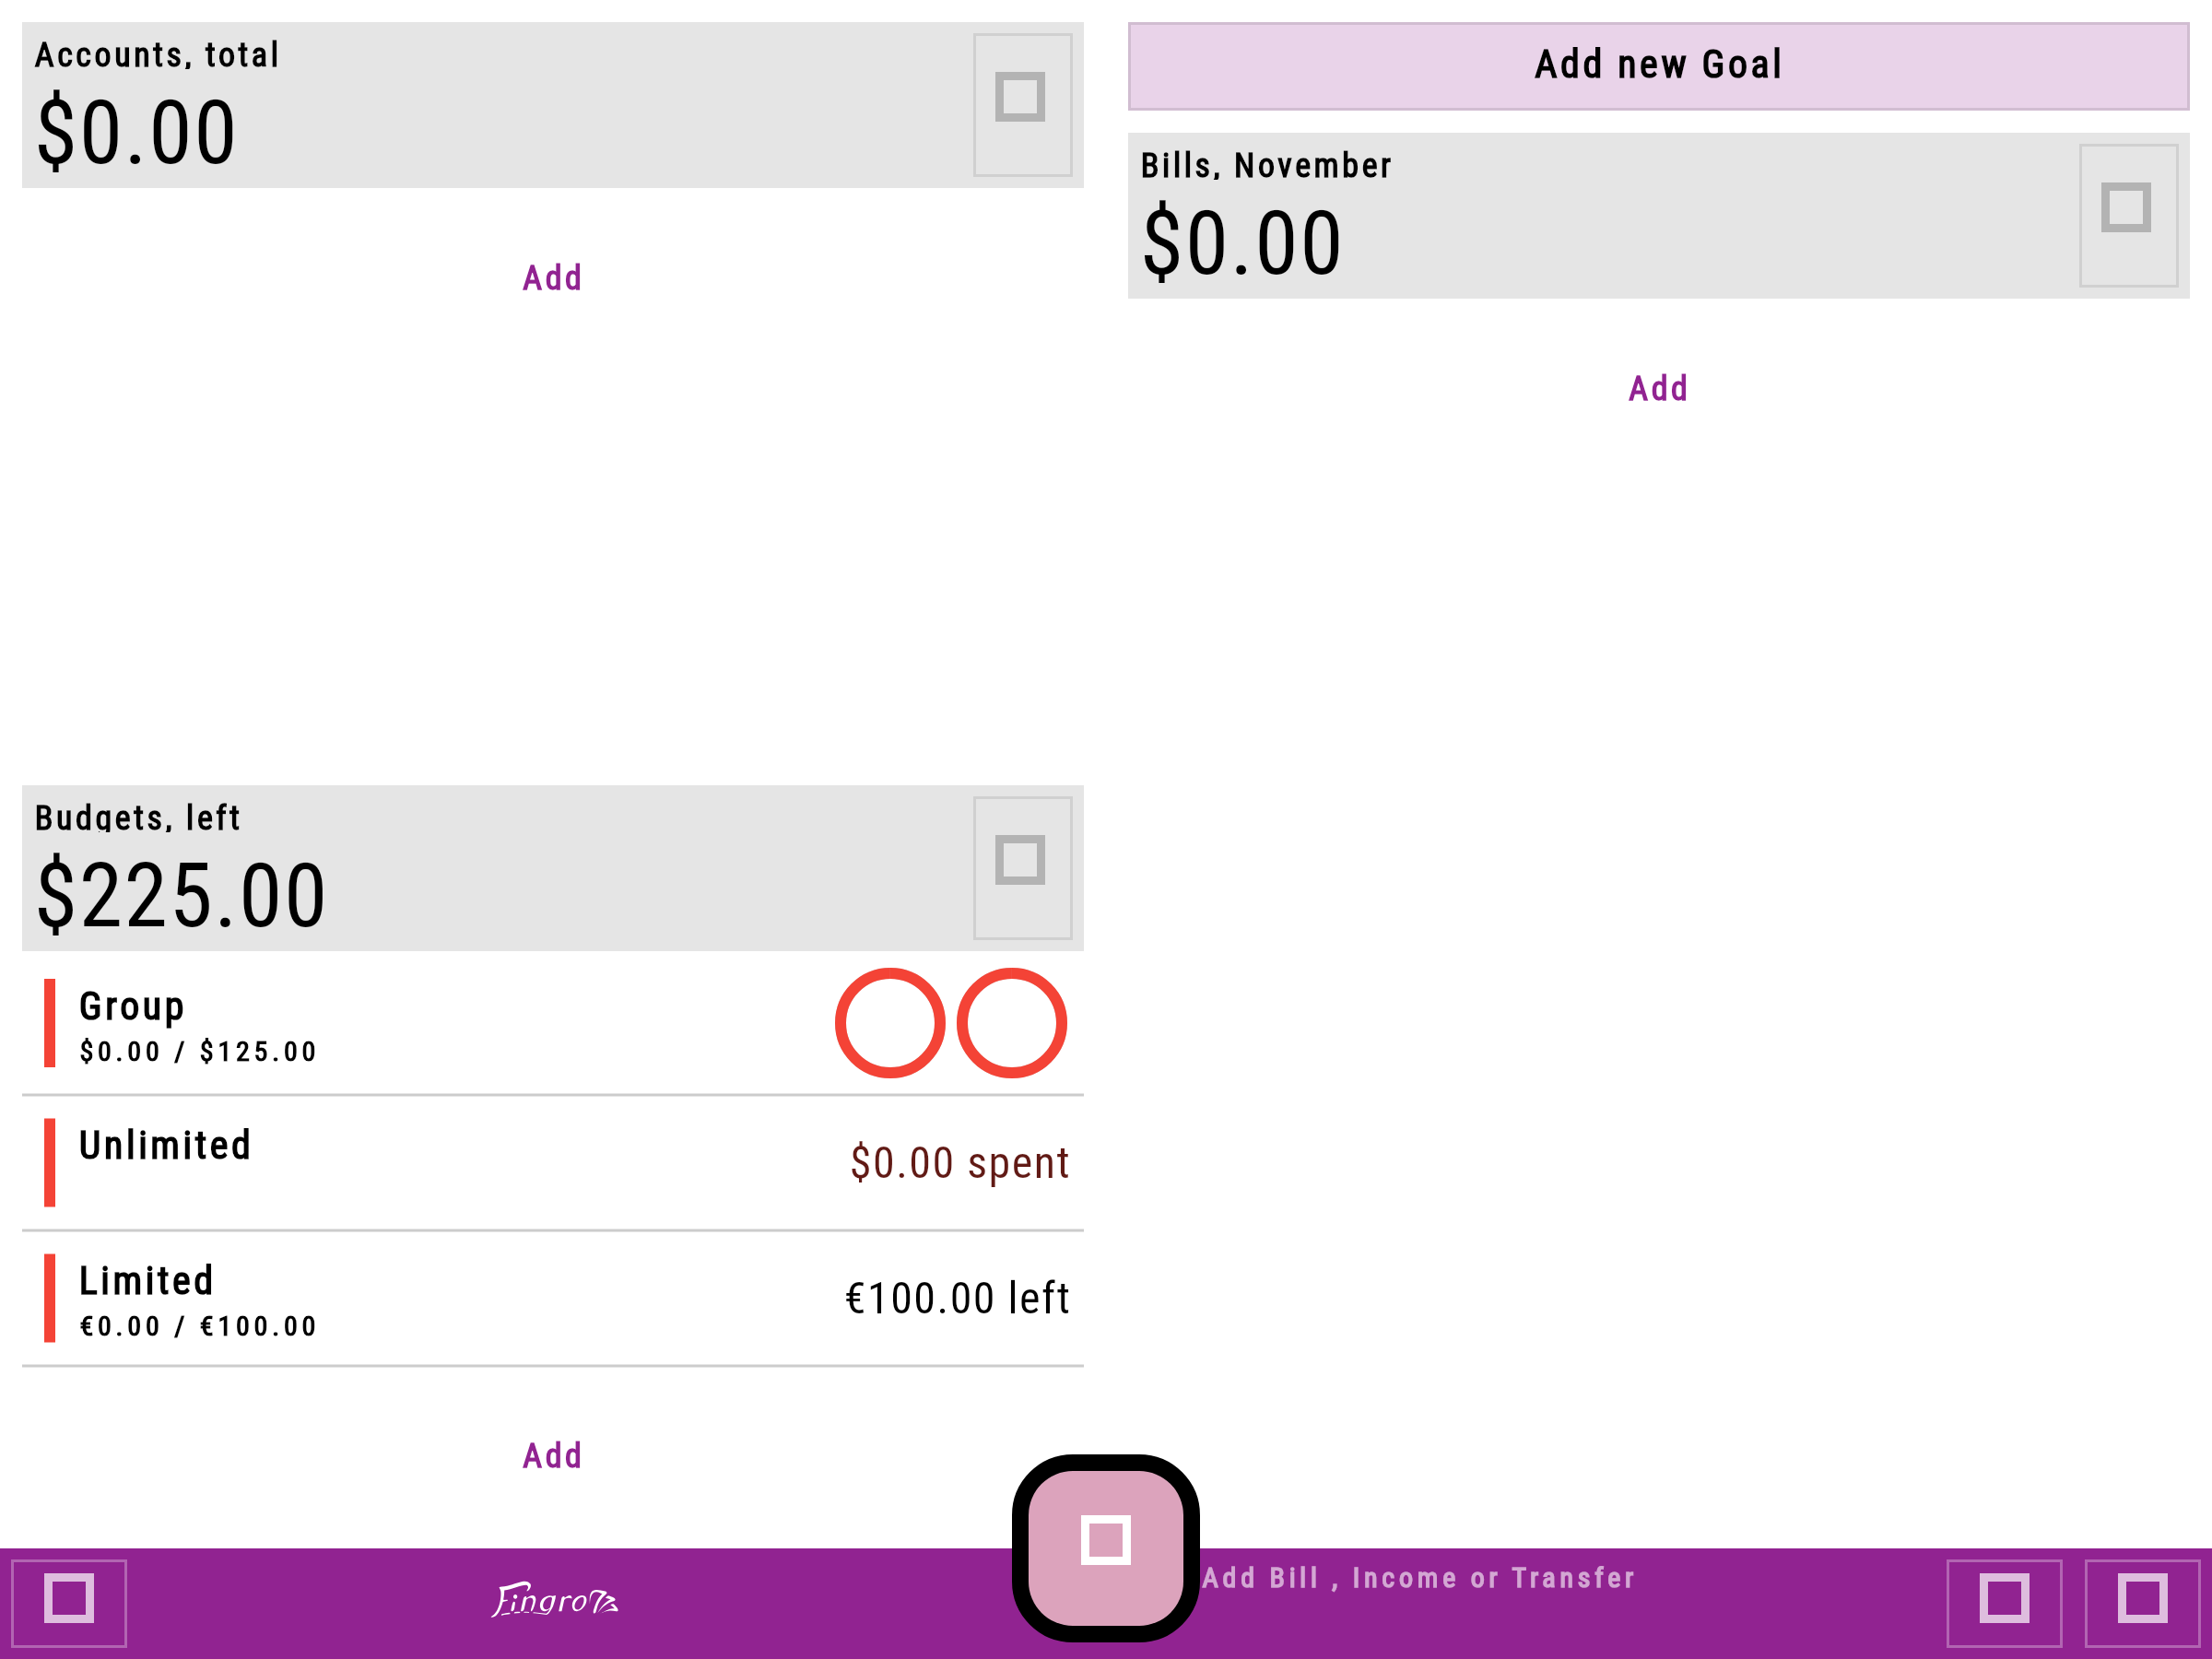 Accounts, total
$0.00
Add
Budgets, left
$225.00
Group
$0.00 / $125.00
Unlimited
$0.00 spent
Limited
€0.00 / €100.00
€100.00 left
Add
Add new Goal
Bills, November
$0.00
Add
Fingro
Add Bill , Income or Transfer